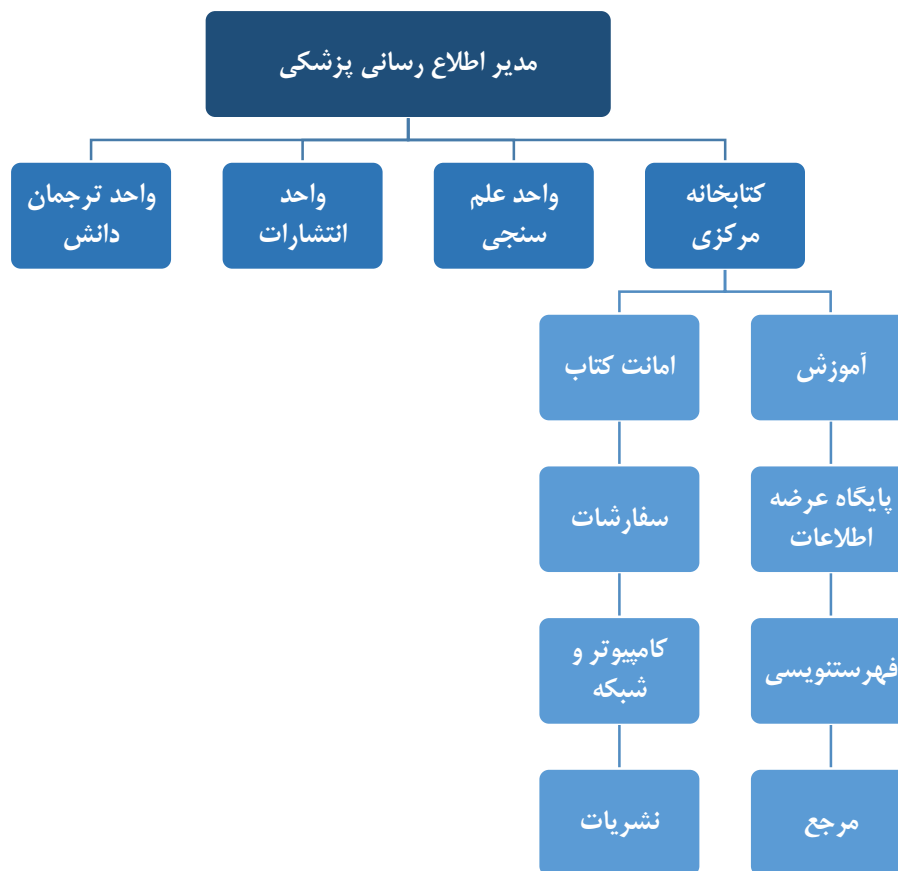 مدیر اطلاع رسانی پزشکی
کتابخانه
مرکزی
واحد علم
سنجی
واحد
انتشارات
واحد ترجمان
دانش
آموزش
امانت کتاب
پایگاه عرضه
اطلاعات
سفارشات
فهرستنویسی
کامپیوتر و
شبکه
مرجع
نشریات